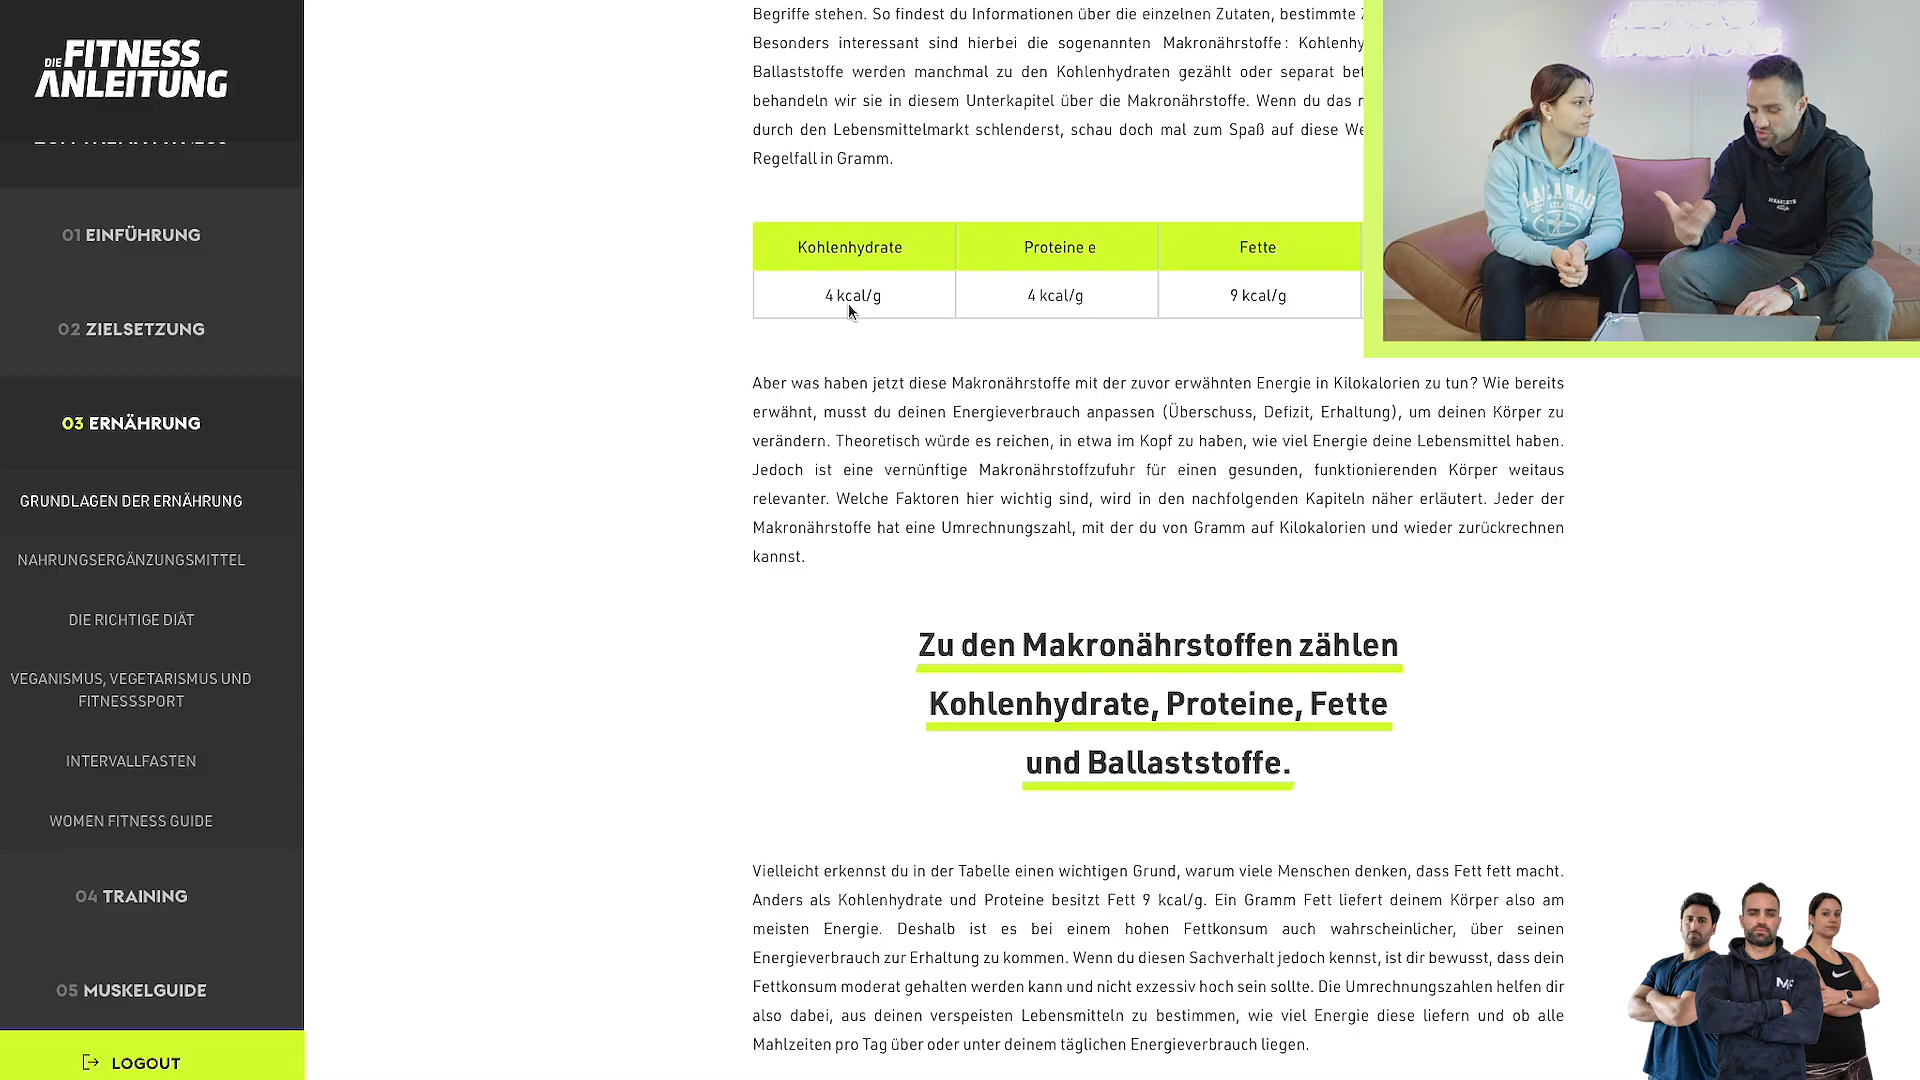 DIE FITNESS
ANLEITUNG
01 EINFÜHRUNG
02 ZIELSETZUNG
03 ERNÄHRUNG
GRUNDLAGEN DER ERNÄHRUNG
NAHRUNGSERGÄNZUNGSMITTEL
DIE RICHTIGE DIÄT
VEGANISMUS, VEGETARISMUS UND
FITNESSSPORT
INTERVALLFASTEN
WOMEN FITNESS GUIDE
04 TRAINING
05 MUSKELGUIDE
LOGOUT
Begriffe stehen. So findest du Informationen über die einzelnen Zutaten, bestimmte
Besonders interessant sind hierbei die sogenannten Makronährstoffe: Kohlenhy
Ballaststoffe werden manchmal zu den Kohlenhydraten gezählt oder separat bet
behandeln wir sie in diesem Unterkapitel über die Makronährstoffe. Wenn du das
durch den Lebensmittelmarkt schlenderst, schau doch mal zum Spaß auf diese We
Regelfall in Gramm.
Kohlenhydrate Proteine e Fette
4 kcal/g 4 kcal/g 9 kcal/g
Aber was haben jetzt diese Makronährstoffe mit der zuvor erwähnten Energie in Kilokalorien zu tun? Wie bereits
erwähnt, musst du deinen Energieverbrauch anpassen (Überschuss, Defizit, Erhaltung), um deinen Körper zu
verändern. Theoretisch würde es reichen, in etwa im Kopf zu haben, wie viel Energie deine Lebensmittel haben.
Jedoch ist eine vernünftige Makronährstoffzufuhr für einen gesunden, funktionierenden Körper weitaus
relevanter. Welche Faktoren hier wichtig sind, wird in den nachfolgenden Kapiteln näher erläutert. Jeder der
Makronährstoffe hat eine Umrechnungszahl, mit der du von Gramm auf Kilokalorien und wieder zurückrechnen
kannst.
Zu den Makronährstoffen zählen
Kohlenhydrate, Proteine, Fette
und Ballaststoffe.
Vielleicht erkennst du in der Tabelle einen wichtigen Grund, warum viele Menschen denken, dass Fett fett macht.
Anders als Kohlenhydrate und Proteine besitzt Fett 9 kcal/g. Ein Gramm Fett liefert deinem Körper also am
meisten Energie. Deshalb ist es bei einem hohen Fettkonsum auch wahrscheinlicher, über seinen
Energieverbrauch zur Erhaltung zu kommen. Wenn du diesen Sachverhalt jedoch kennst, ist dir bewusst, dass dein
Fettkonsum moderat gehalten werden kann und nicht exzessiv hoch sein sollte. Die Umrechnungszahlen helfen dir
also dabei, aus deinen verspeisten Lebensmitteln zu bestimmen, wie viel Energie diese liefern und ob alle
Mahlzeiten pro Tag über oder unter deinem täglichen Energieverbrauch liegen.